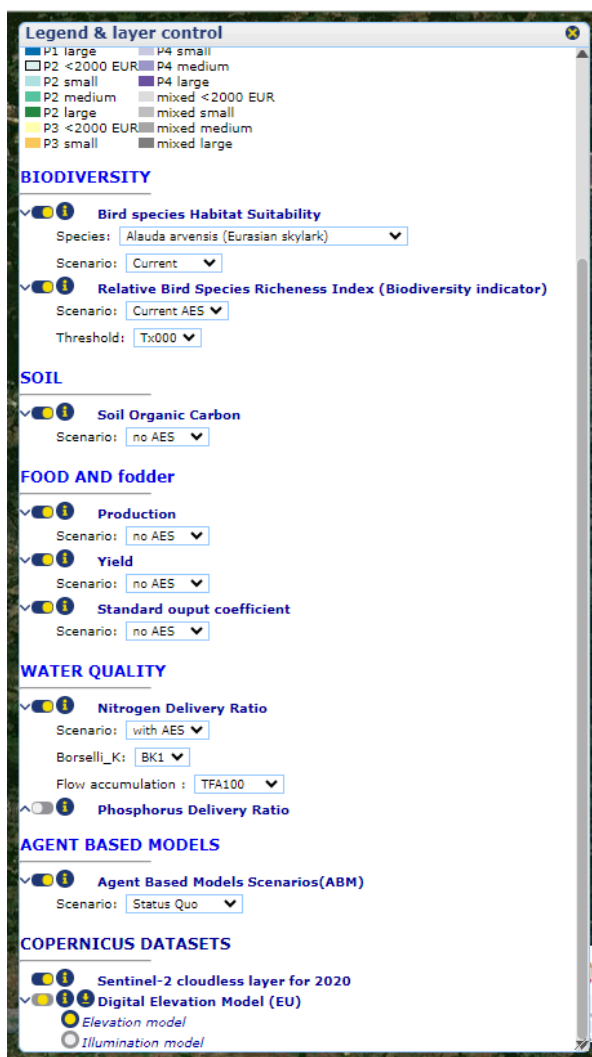 Legend & layer control
P1 large P4 small
P2 <2000 EUR P4 medium
P2 small P4 large
P2 medium mixed <2000 EUR
P2 large mixed small
P3 <2000 EUR mixed medium
P3 small mixed large
BIODIVERSITY
Bird species Habitat Suitability
Species: Alauda arvensis (Eurasian skylark)
Scenario: Current
Relative Bird Species Richeness Index (Biodiversity indicator)
Scenario: Current AES
Threshold: Tx000
SOIL
Soil Organic Carbon
Scenario: no AES
FOOD AND fodder
Production
Scenario: no AES
Yield
Scenario: no AES
Standard ouput coefficient
Scenario: no AES
WATER QUALITY
Nitrogen Delivery Ratio
Scenario: with AES
Borselli_K: BK1
Flow accumulation : TFA100
Phosphorus Delivery Ratio
AGENT BASED MODELS
Agent Based Models Scenarios(ABM)
Scenario: Status Quo
COPERNICUS DATASETS
Sentinel-2 cloudless layer for 2020
Digital Elevation Model (EU)
Elevation model
Illumination model